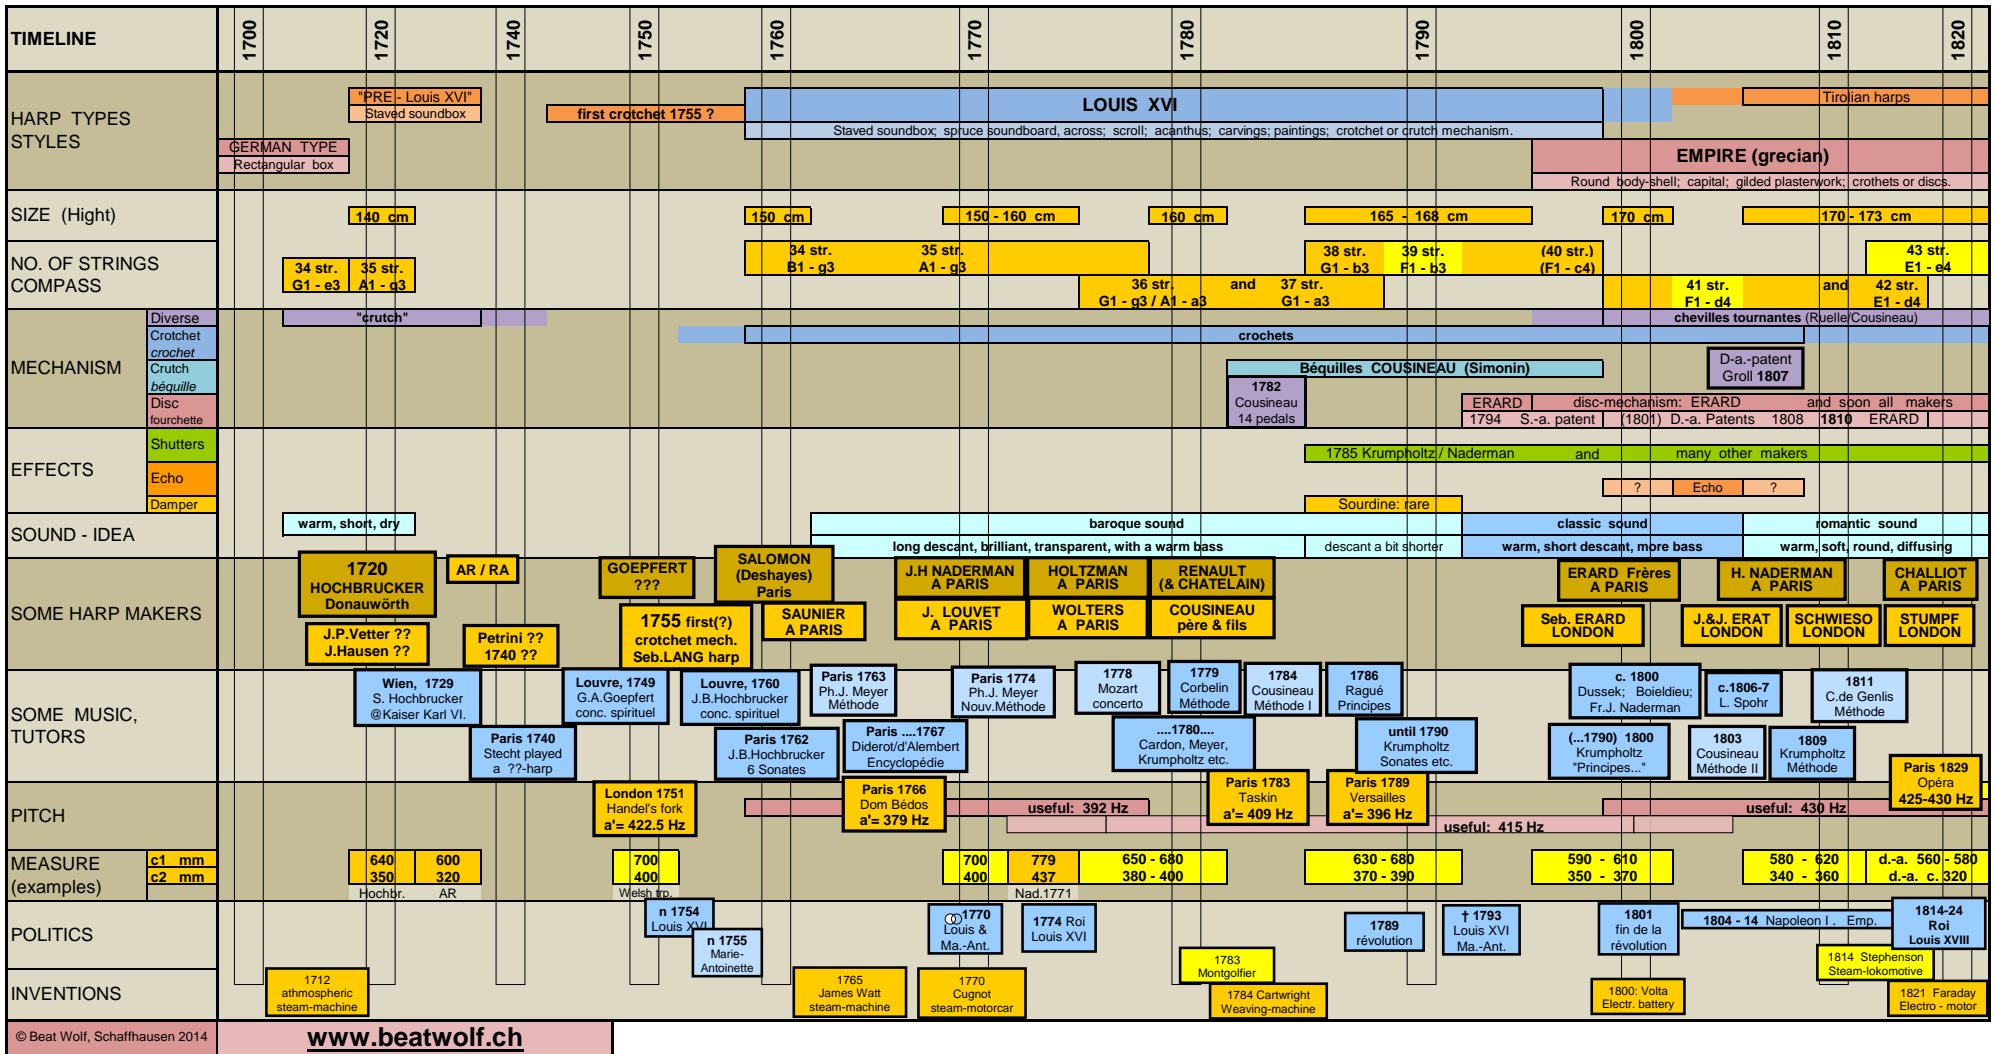 TIMELINE
1700
1720
1740
1750
1760
1770
1780
1790
1800
1810
1820
HARP TYPES
STYLES
"PRE - Louis XVI"
Staved soundbox
GERMAN TYPE
Rectangular box
first crotchet 1755 ?
LOUIS XVI
Staved soundbox; spruce soundboard, across; scroll; acanthus; carvings; paintings; crotchet or crutch mechanism.
Tirolian harps
EMPIRE (grecian)
Round body-shell; capital; gilded plasterwork; crothets or discs.
SIZE (Hight)
140 cm
150 cm
150 - 160 cm
160 cm
165 - 168 cm
170 cm
170 - 173 cm
NO. OF STRINGS
COMPASS
34 str.
G1 - e3
35 str.
A1 - g3
34 str.
B1 - g3
35 str.
A1 - g3
36 str. and 37 str.
G1 - g3 / A1 - a3 G1 - a3
38 str.
G1 - b3
39 str.
F1 - b3
(40 str.)
(F1 - c4)
41 str. and 42 str.
F1 - d4 E1 - d4
43 str.
E1 - e4
MECHANISM
Diverse
Crotchet
crochet
Crutch
béquille
Disc
fourchette
"crutch"
chevilles tournantes (Ruelle/Cousineau)
crochets
Béquilles COUSINEAU (Simonin)
1782
Cousineau
14 pedals
D-a.-patent
Groll 1807
ERARD disc-mechanism: ERARD and soon all makers
1794 S.-a. patent (1801) D.-a. Patents 1808 1810 ERARD
EFFECTS
Shutters
Echo
Damper
1785 Krumpholtz / Naderman and many other makers
? Echo ?
Sourdine: rare
SOUND - IDEA
warm, short, dry
baroque sound
long descant, brilliant, transparent, with a warm bass
descant a bit shorter
classic sound
warm, short descant, more bass
romantic sound
warm, soft, round, diffusing
SOME HARP MAKERS
1720
HOCHBRUCKER
Donauwörth
AR / RA
J.P.Vetter ??
J.Hausen ??
Petrini ??
1740 ??
GOEPFERT
???
1755 first(?)
crotchet mech.
Seb.LANG harp
SALOMON
(Deshayes)
Paris
SAUNIER
A PARIS
J.H NADERMAN
A PARIS
J. LOUVET
A PARIS
HOLTZMAN
A PARIS
WOLTERS
A PARIS
RENAULT
(& CHATELAIN)
COUSINEAU
père & fils
ERARD Frères
A PARIS
Seb. ERARD
LONDON
H. NADERMAN
A PARIS
J.&J. ERAT
LONDON
SCHWIESO
LONDON
CHALLIOT
A PARIS
STUMPF
LONDON
SOME MUSIC,
TUTORS
Wien, 1729
S. Hochbrucker
@Kaiser Karl VI.
Paris 1740
Stecht played
a ??-harp
Louvre, 1749
G.A.Goepfert
conc. spirituel
Louvre, 1760
J.B.Hochbrucker
conc. spirituel
Paris 1762
J.B.Hochbrucker
6 Sonates
Paris 1763
Ph.J. Meyer
Méthode
Paris ....1767
Diderot/d'Alembert
Encyclopédie
Paris 1774
Ph.J. Meyer
Nouv.Méthode
1778
Mozart
concerto
....1780....
Cardon, Meyer,
Krumpholtz etc.
1779
Corbelin
Méthode
1784
Cousineau
Méthode I
1786
Ragué
Principes
until 1790
Krumpholtz
Sonates etc.
c. 1800
Dussek; Boieldieu;
Fr.J. Naderman
(...1790) 1800
Krumpholtz
"Principes..."
c.1806-7
L. Spohr
1803
Cousineau
Méthode II
1811
C.de Genlis
Méthode
1809
Krumpholtz
Méthode
PITCH
London 1751
Handel's fork
a'= 422.5 Hz
Paris 1766
Dom Bédos
a'= 379 Hz
useful: 392 Hz
Paris 1783
Taskin
a'= 409 Hz
Paris 1789
Versailles
a'= 396 Hz
useful: 415 Hz
useful: 430 Hz
Paris 1829
Opéra
425-430 Hz
MEASURE
(examples)
c1 mm
c2 mm
640
350
Hochbr.
600
320
AR
700
400
Welsh trp.
700
400
779
437
Nad.1771
650 - 680
380 - 400
630 - 680
370 - 390
590 - 610
350 - 370
580 - 620
340 - 360
d.-a. 560 - 580
d.-a. c. 320
POLITICS
n 1754
Louis XVI
n 1755
Marie-
Antoinette
1770
Louis &
Ma.-Ant.
1774 Roi
Louis XVI
1789
révolution
† 1793
Louis XVI
Ma.-Ant.
1801
fin de la
révolution
1804 - 14 Napoleon I . Emp.
1814-24
Roi
Louis XVIII
INVENTIONS
1712
athmospheric
steam-machine
1765
James Watt
steam-machine
1770
Cugnot
steam-motorcar
1783
Montgolfier
1784 Cartwright
Weaving-machine
1800: Volta
Electr. battery
1814 Stephenson
Steam-lokomotive
1821 Faraday
Electro - motor
© Beat Wolf, Schaffhausen 2014
www.beatwolf.ch